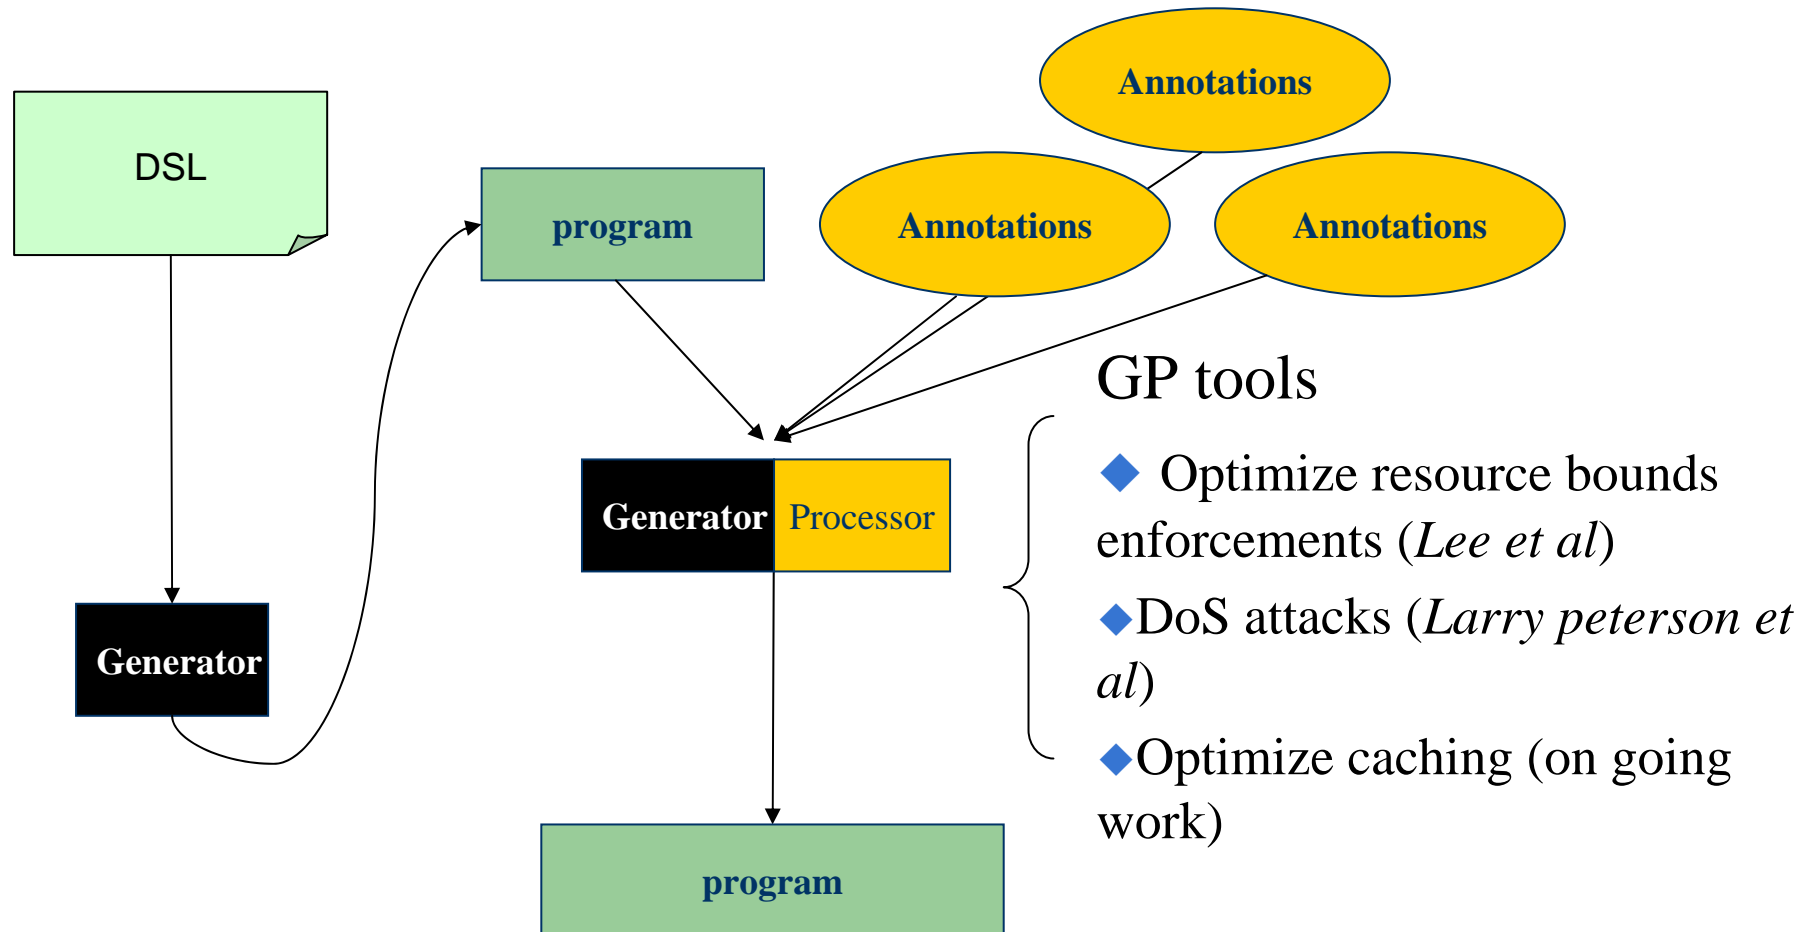 Annotations
DSL
program
Annotations
Annotations
GP tools
Optimize resource bounds
enforcements (Lee et al)
DoS attacks (Larry peterson et
al)
Optimize caching (on going
work)
Generator
Processor
Generator
program